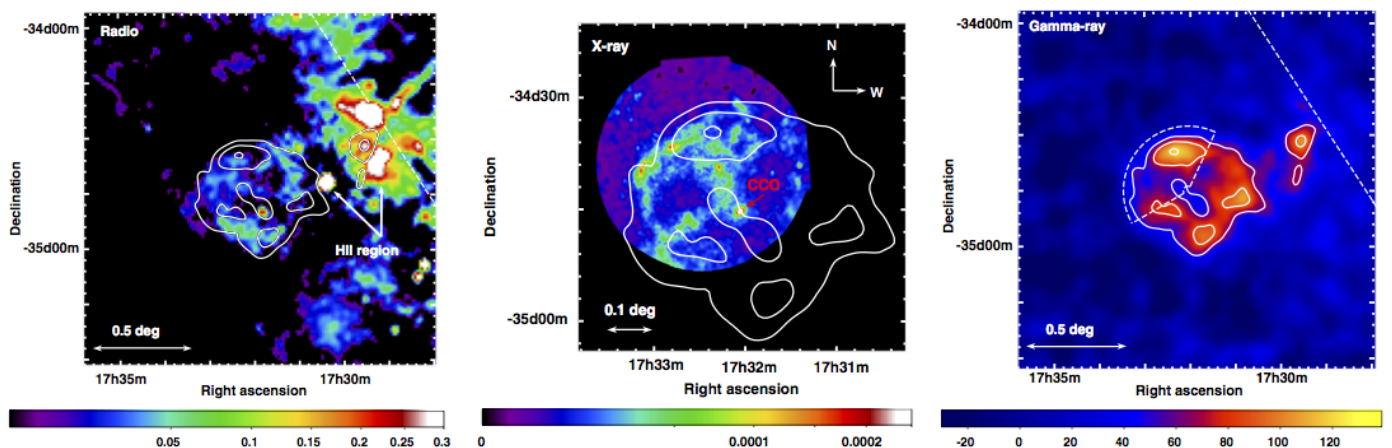 Radio
-34d00m
-35d00m
Declination
HII region
0.5 deg
17h35m
17h30m
Right ascension
0.05
0.1
0.15
0.2
0.25
0.3
X-ray
N
W
-34d30m
-35d00m
Declination
CCO
0.1 deg
17h33m
17h32m
17h31m
Right ascension
0
0.0001
0.0002
Gamma-ray
-34d00m
-35d00m
Declination
0.5 deg
17h35m
17h30m
Right ascension
-20
0
20
40
60
80
100
120